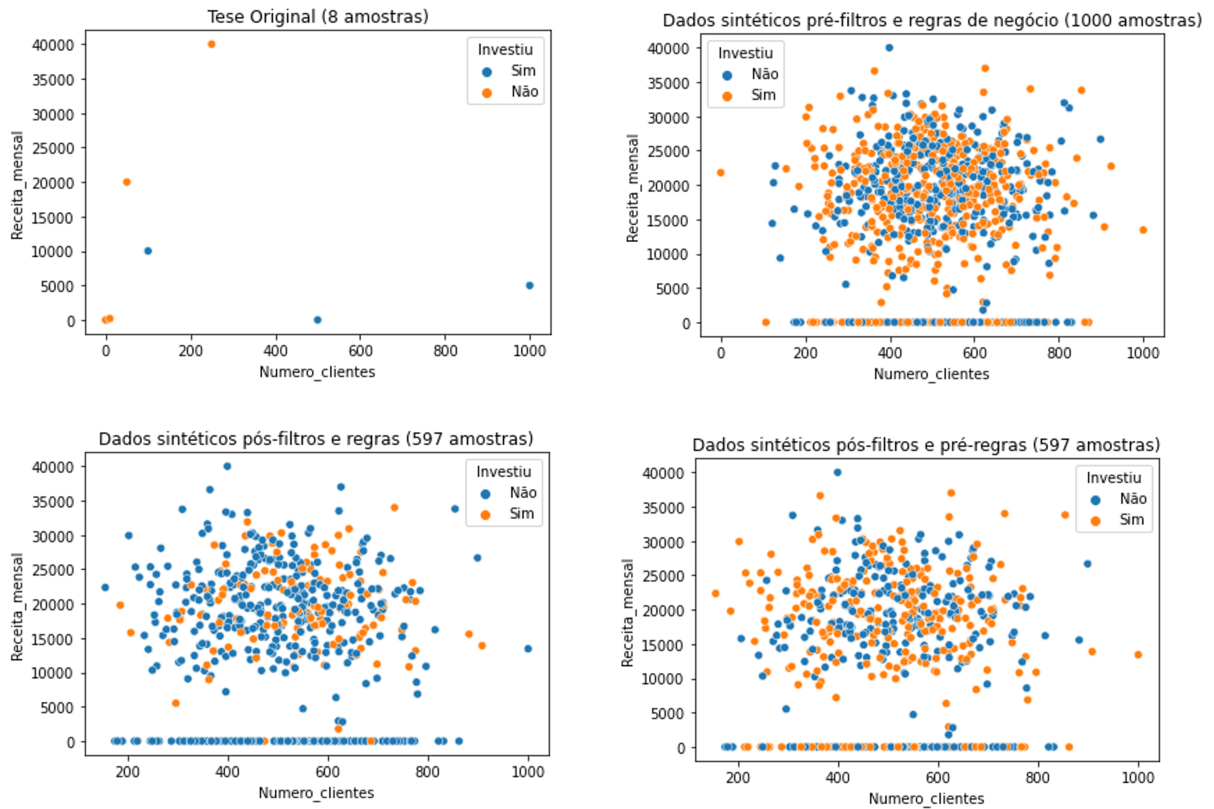 Tese Original (8 amostras)
Investiu
Sim
Não
40000
35000
30000
25000
20000
15000
10000
5000
0
Receita_mensal
0 200 400 600 800 1000
Numero_clientes
Dados sintéticos pré-filtros e regras de negócio (1000 amostras)
Investiu
Não
Sim
40000
35000
30000
25000
20000
15000
10000
5000
0
Receita_mensal
0 200 400 600 800 1000
Numero_clientes
Dados sintéticos pós-filtros e regras (597 amostras)
Investiu
Não
Sim
40000
35000
30000
25000
20000
15000
10000
5000
0
Receita_mensal
200 400 600 800 1000
Numero_clientes
Dados sintéticos pós-filtros e pré-regras (597 amostras)
Investiu
Não
Sim
40000
35000
30000
25000
20000
15000
10000
5000
0
Receita_mensal
200 400 600 800 1000
Numero_clientes